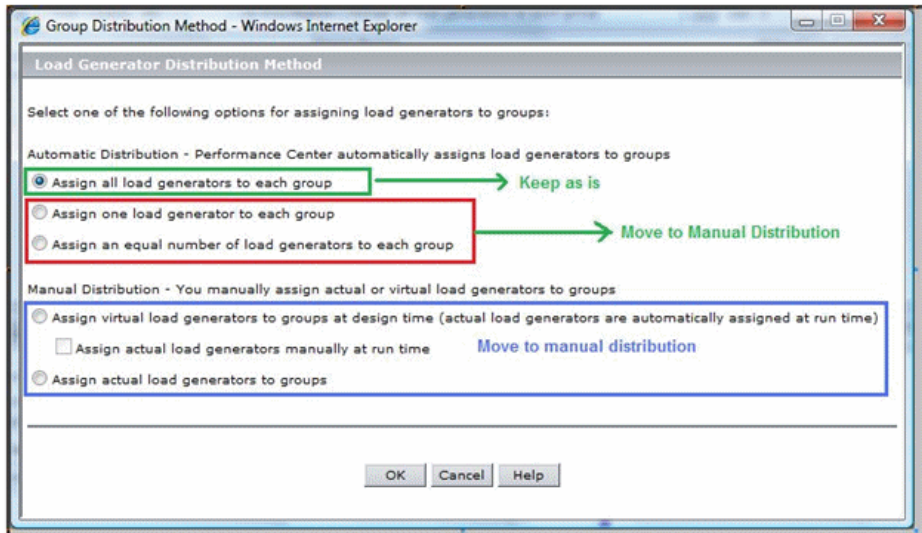 Group Distribution Method - Windows Internet Explorer
Load Generator Distribution Method
Select one of the following options for assigning load generators to groups:
Automatic Distribution - Performance Center automatically assigns load generators to groups
Assign all load generators to each group
Keep as is
Assign one load generator to each group
Assign an equal number of load generators to each group
Move to Manual Distribution
Manual Distribution - You manually assign actual or virtual load generators to groups
Assign virtual load generators to groups at design time (actual load generators are automatically assigned at run time)
Assign actual load generators manually at run time
Move to manual distribution
Assign actual load generators to groups
OK Cancel Help